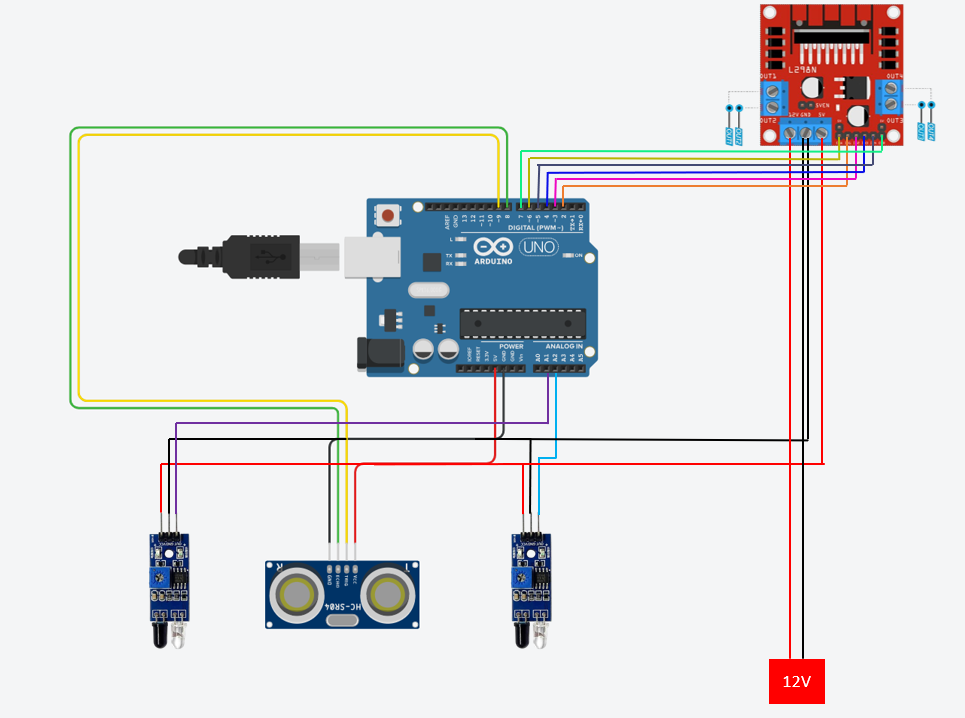 L298N
OUT1
OUT4
5VEN
OUT2
12V GND 5V
OUT3
AREF
GND
13
12
~11
~10
~9
8
7
~6
~5
4
~3
2
TX→1
RX←0
DIGITAL (PWM~)
L
TX
RX
UNO
ARDUINO
ON
POWER
ANALOG IN
IOREF
RESET
3.3V
5V
GND
GND
Vin
A0
A1
A2
A3
A4
A5
GND
ECHO
TRIG
VCC
R
HC-SR04
12V